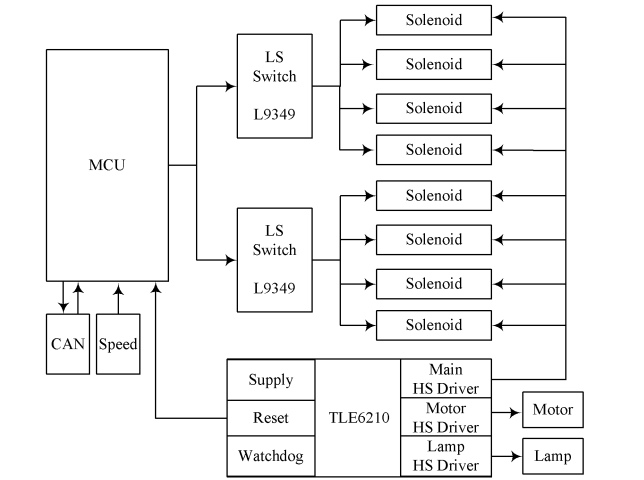 MCU
CAN
Speed
LS
Switch
L9349
LS
Switch
L9349
Solenoid
Solenoid
Solenoid
Solenoid
Solenoid
Solenoid
Solenoid
Solenoid
Supply
Reset
Watchdog
TLE6210
Main
HS Driver
Motor
HS Driver
Lamp
HS Driver
Motor
Lamp